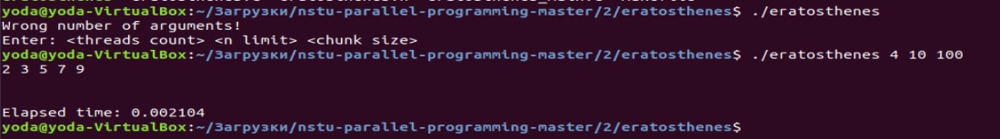 yoda@yoda-VirtualBox:~/Загрузки/nstu-parallel-programming-master/2/eratosthenes$ ./eratosthenes
Wrong number of arguments!
Enter: <threads count> <n limit> <chunk size>
yoda@yoda-VirtualBox:~/Загрузки/nstu-parallel-programming-master/2/eratosthenes$ ./eratosthenes 4 10 100
2 3 5 7 9
Elapsed time: 0.002104
yoda@yoda-VirtualBox:~/Загрузки/nstu-parallel-programming-master/2/eratosthenes$